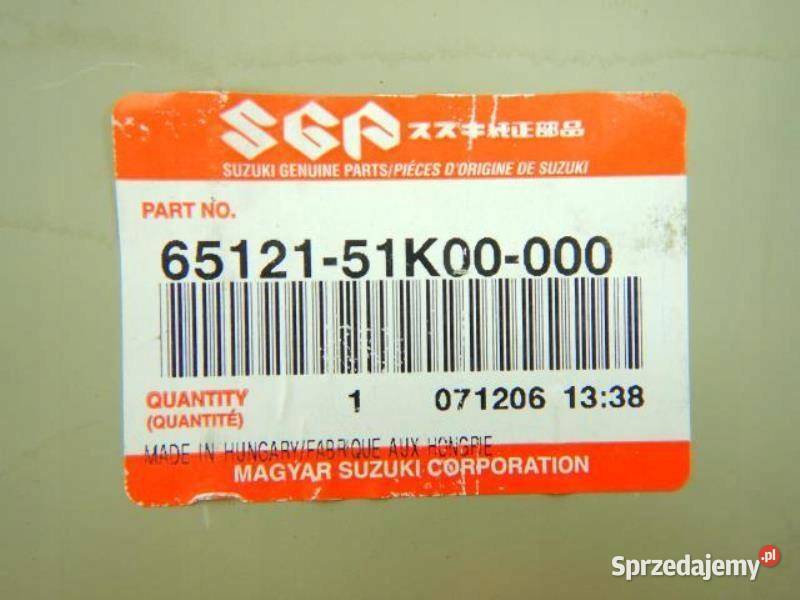 SGP スズキ純正部品
SUZUKI GENUINE PARTS/PIÉCES D'ORIGINE DE SUZUKI
PART NO.
65121-51K00-000
QUANTITY 1 071206 13:38
(QUANTITÉ)
MADE IN HUNGARY/FABRIQUE AUX HONGRIE
MAGYAR SUZUKI CORPORATION
Sprzedajemy.pl